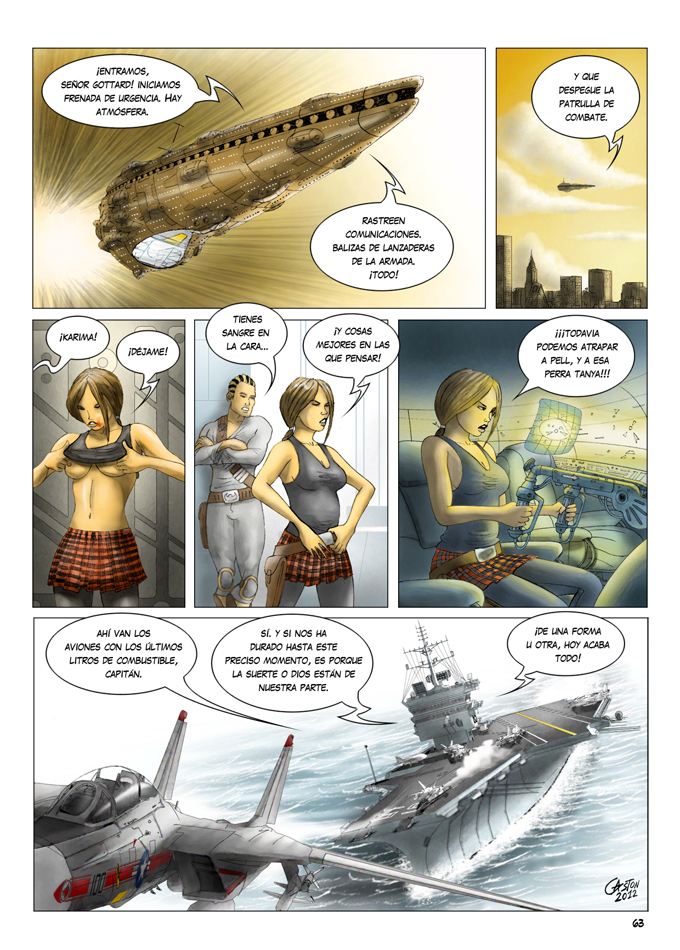 ¡ENTRAMOS,
SEÑOR GOTTARD! INICIAMOS
FRENADA DE URGENCIA. HAY
ATMÓSFERA.
RASTREEN
COMUNICACIONES.
BALIZAS DE LANZADERAS
DE LA ARMADA.
¡TODO!
Y QUE
DESPEGUE LA
PATRULLA DE
COMBATE.
¡KARIMA!
¡DÉJAME!
TIENES
SANGRE EN
LA CARA...
¡Y COSAS
MEJORES EN LAS
QUE PENSAR!
¡¡¡TODAVIA
PODEMOS ATRAPAR
A PELL, Y A ESA
PERRA TANYA!!!
AHÍ VAN LOS
AVIONES CON LOS ÚLTIMOS
LITROS DE COMBUSTIBLE,
CAPITÁN.
SÍ. Y SI NOS HA
DURADO HASTA ESTE
PRECISO MOMENTO, ES PORQUE
LA SUERTE O DIOS ESTÁN DE
NUESTRA PARTE.
¡DE UNA FORMA
U OTRA, HOY ACABA
TODO!
100
GASTON
2012
63